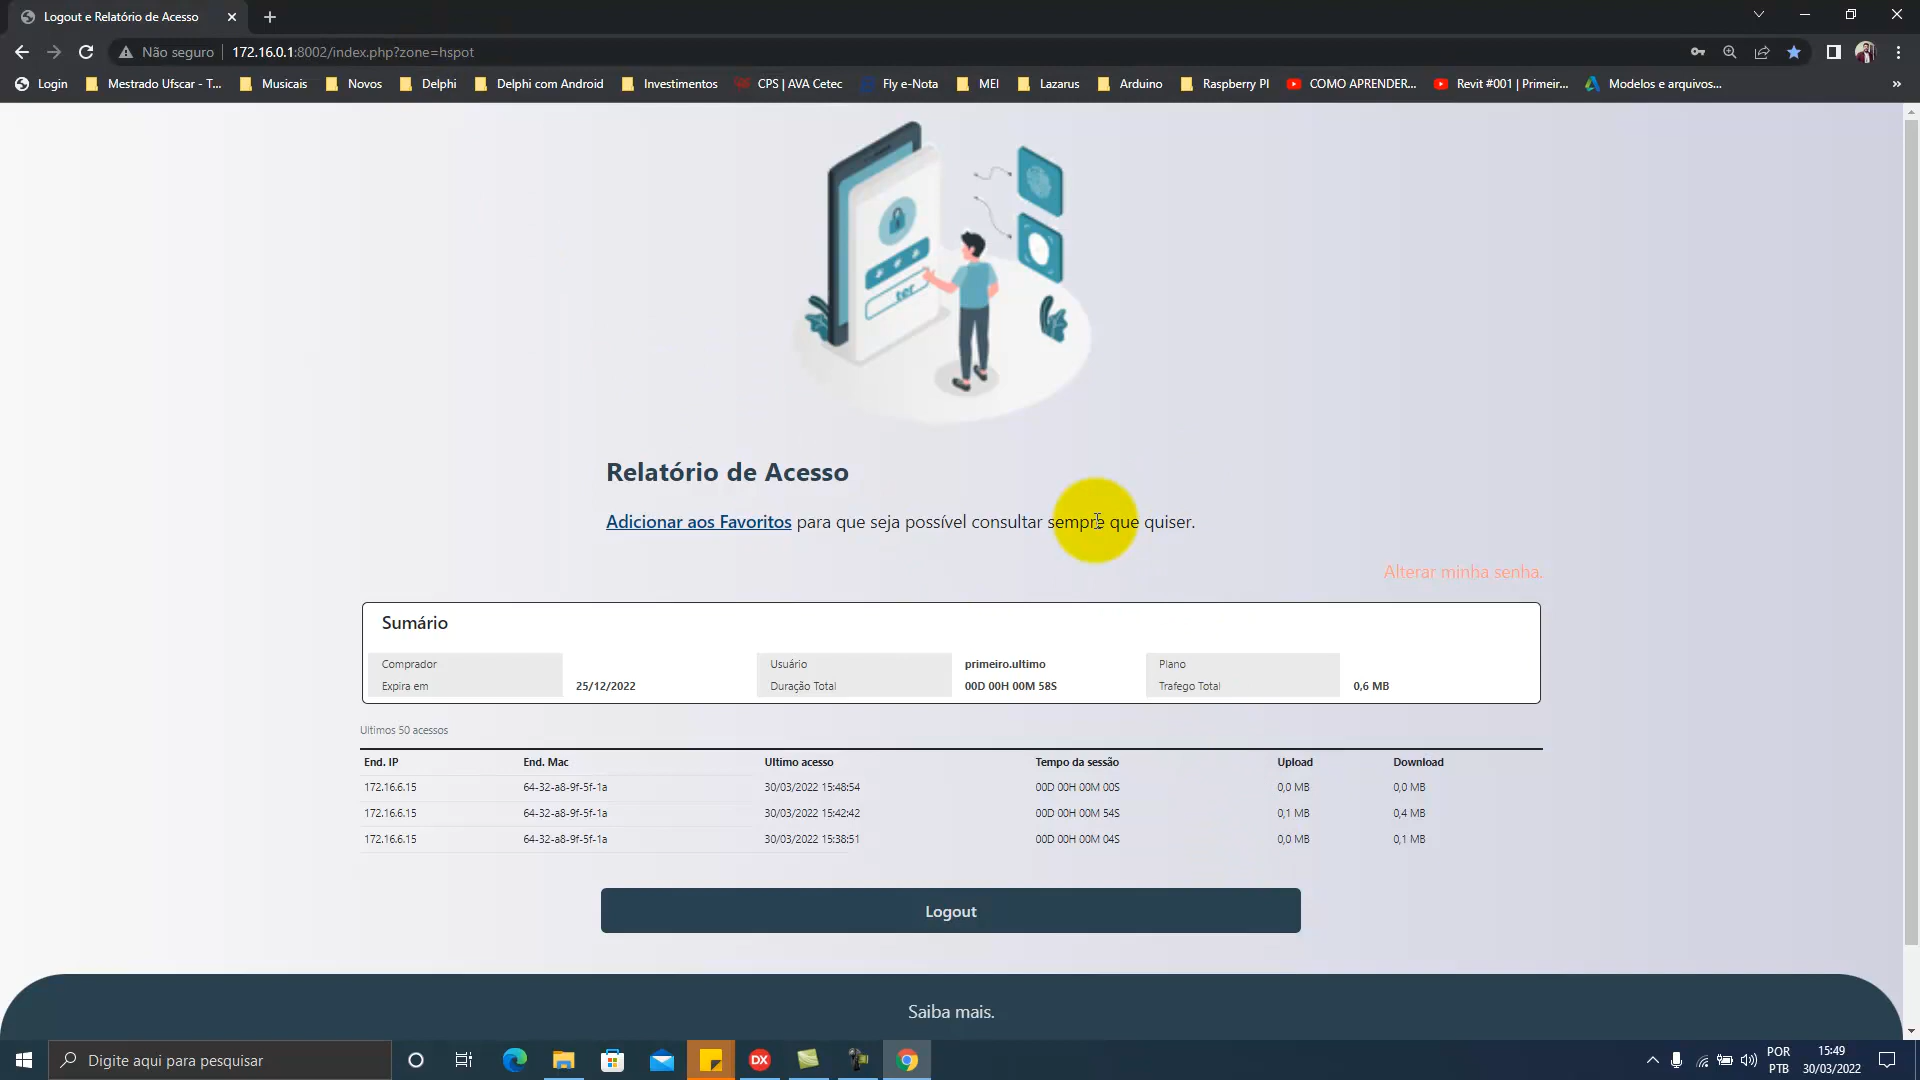 Logout e Relatório de Acesso
Não seguro 172.16.0.1:8002/index.php?zone=hspot
Login Mestrado Ufscar - T... Musicais Novos Delphi Delphi com Android Investimentos CPS | AVA Cetec Fly e-Nota MEI Lazarus Arduino Raspberry PI COMO APRENDER... Revit #001 | Primeir... Modelos e arquivos... »
ter
Relatório de Acesso
Adicionar aos Favoritos para que seja possível consultar sempre que quiser.
Alterar minha senha.
Sumário
Comprador Usuário primeiro.ultimo Plano
Expira em 25/12/2022 Duração Total 00D 00H 00M 58S Trafego Total 0,6 MB
Ultimos 50 acessos
End. IP End. Mac Ultimo acesso Tempo da sessão Upload Download
172.16.6.15 64-32-a8-9f-5f-1a 30/03/2022 15:48:54 00D 00H 00M 00S 0,0 MB 0,0 MB
172.16.6.15 64-32-a8-9f-5f-1a 30/03/2022 15:42:42 00D 00H 00M 54S 0,1 MB 0,4 MB
172.16.6.15 64-32-a8-9f-5f-1a 30/03/2022 15:38:51 00D 00H 00M 04S 0,0 MB 0,1 MB
Logout
Saiba mais.
Digite aqui para pesquisar DX POR 15:49
PTB 30/03/2022